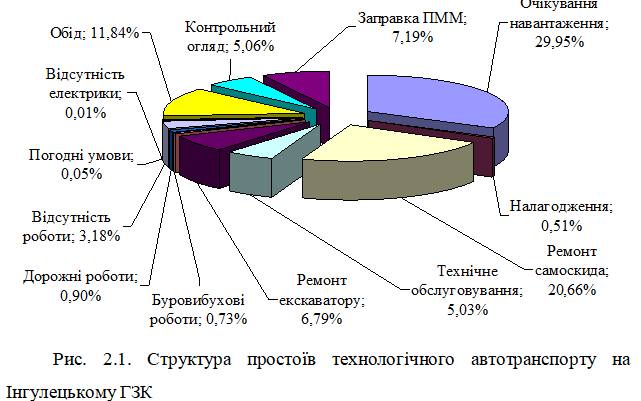 Очікування
навантаження;
29,95%
Заправка ПММ;
7,19%
Контрольний
огляд; 5,06%
Обід; 11,84%
Відсутність
електрики;
0,01%
Погодні умови;
0,05%
Відсутність
роботи; 3,18%
Дорожні роботи;
0,90%
Буровибухові
роботи; 0,73%
Ремонт
екскаватору;
6,79%
Технічне
обслуговування;
5,03%
Ремонт
самоскида;
20,66%
Налагодження;
0,51%
Рис. 2.1. Структура простоїв технологічного автотранспорту на
Інгулецькому ГЗК